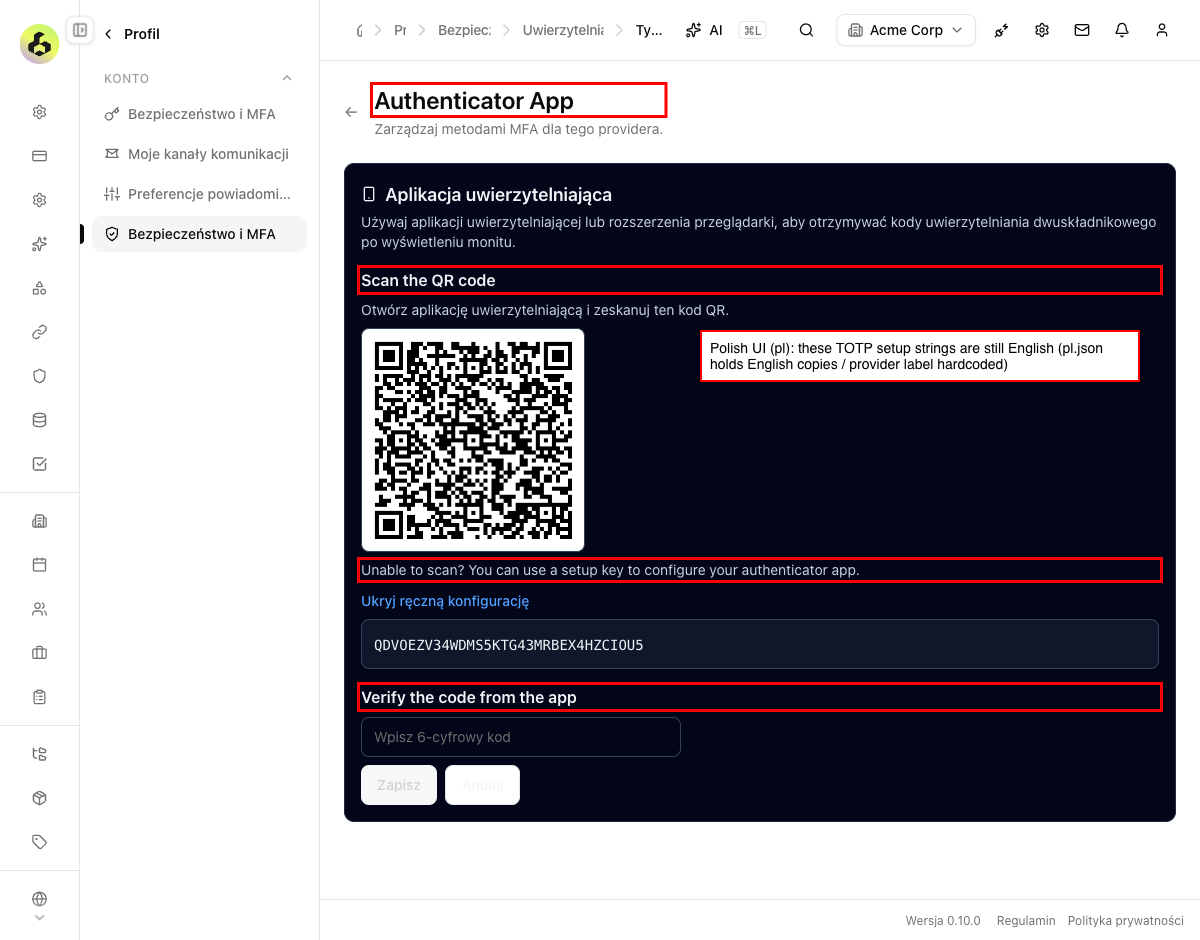 Profil
Bezpiecz
Uwierzytelnia
Ty...
AI
⌘L
Acme Corp
KONTO
Bezpieczeństwo i MFA
Moje kanały komunikacji
Preferencje powiadomi...
Bezpieczeństwo i MFA
Authenticator App
Zarządzaj metodami MFA dla tego providera.
Aplikacja uwierzytelniająca
Używaj aplikacji uwierzytelniającej lub rozszerzenia przeglądarki, aby otrzymywać kody uwierzytelniania dwuskładnikowego
po wyświetleniu monitu.
Scan the QR code
Otwórz aplikację uwierzytelniającą i zeskanuj ten kod QR.
Polish UI (pl): these TOTP setup strings are still English (pl.json
holds English copies / provider label hardcoded)
Unable to scan? You can use a setup key to configure your authenticator app.
Ukryj ręczną konfigurację
QDVOEZV34WDMS5KTG43MRBEX4HZCIOU5
Verify the code from the app
Wpisz 6-cyfrowy kod
Zapisz
Anuluj
Wersja 0.10.0
Regulamin
Polityka prywatności